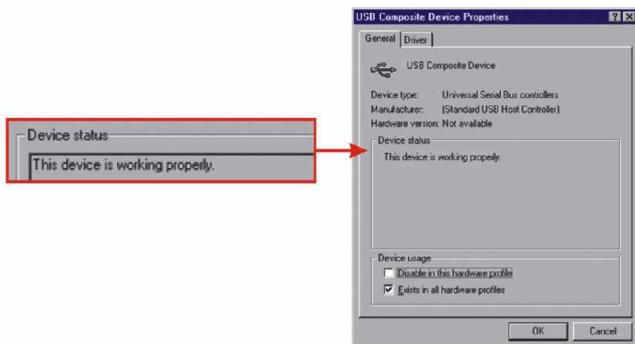 USB Composite Device Properties
General Driver
USB Composite Device
Device type: Universal Serial Bus controllers
Manufacturer: (Standard USB Host Controller)
Hardware version: Not available
Device status
This device is working properly.
Device usage
Disable in this hardware profile
Exists in all hardware profiles
OK Cancel
Device status
This device is working properly.